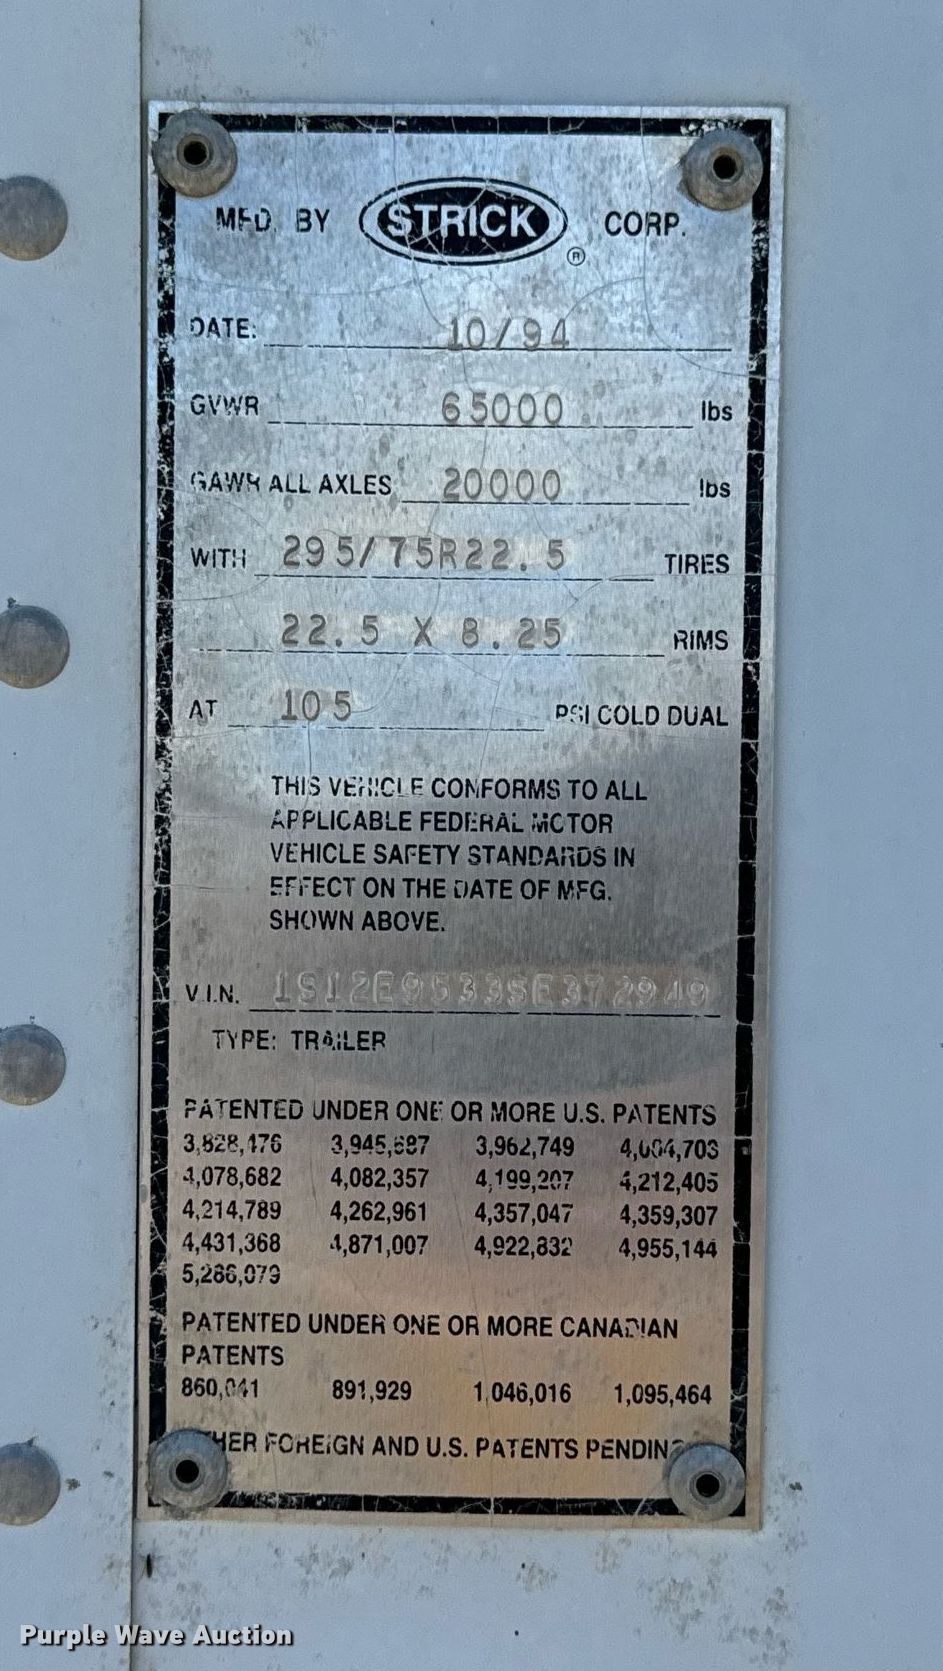 MFD. BY STRICK ® CORP.
DATE: 10/94
GVWR 65000 lbs
GAWR ALL AXLES 20000 lbs
WITH 295/75R22.5 TIRES
22.5 X 8.25 RIMS
AT 105 PSI COLD DUAL
THIS VEHICLE CONFORMS TO ALL
APPLICABLE FEDERAL MOTOR
VEHICLE SAFETY STANDARDS IN
EFFECT ON THE DATE OF MFG.
SHOWN ABOVE.
V.I.N. 1S12E9533SE372949
TYPE: TRAILER
PATENTED UNDER ONE OR MORE U.S. PATENTS
3,828,476 3,945,687 3,962,749 4,004,703
4,078,682 4,082,357 4,199,207 4,212,405
4,214,789 4,262,961 4,357,047 4,359,307
4,431,368 4,871,007 4,922,832 4,955,144
5,286,079
PATENTED UNDER ONE OR MORE CANADIAN
PATENTS
860,041 891,929 1,046,016 1,095,464
OTHER FOREIGN AND U.S. PATENTS PENDING
Purple Wave Auction